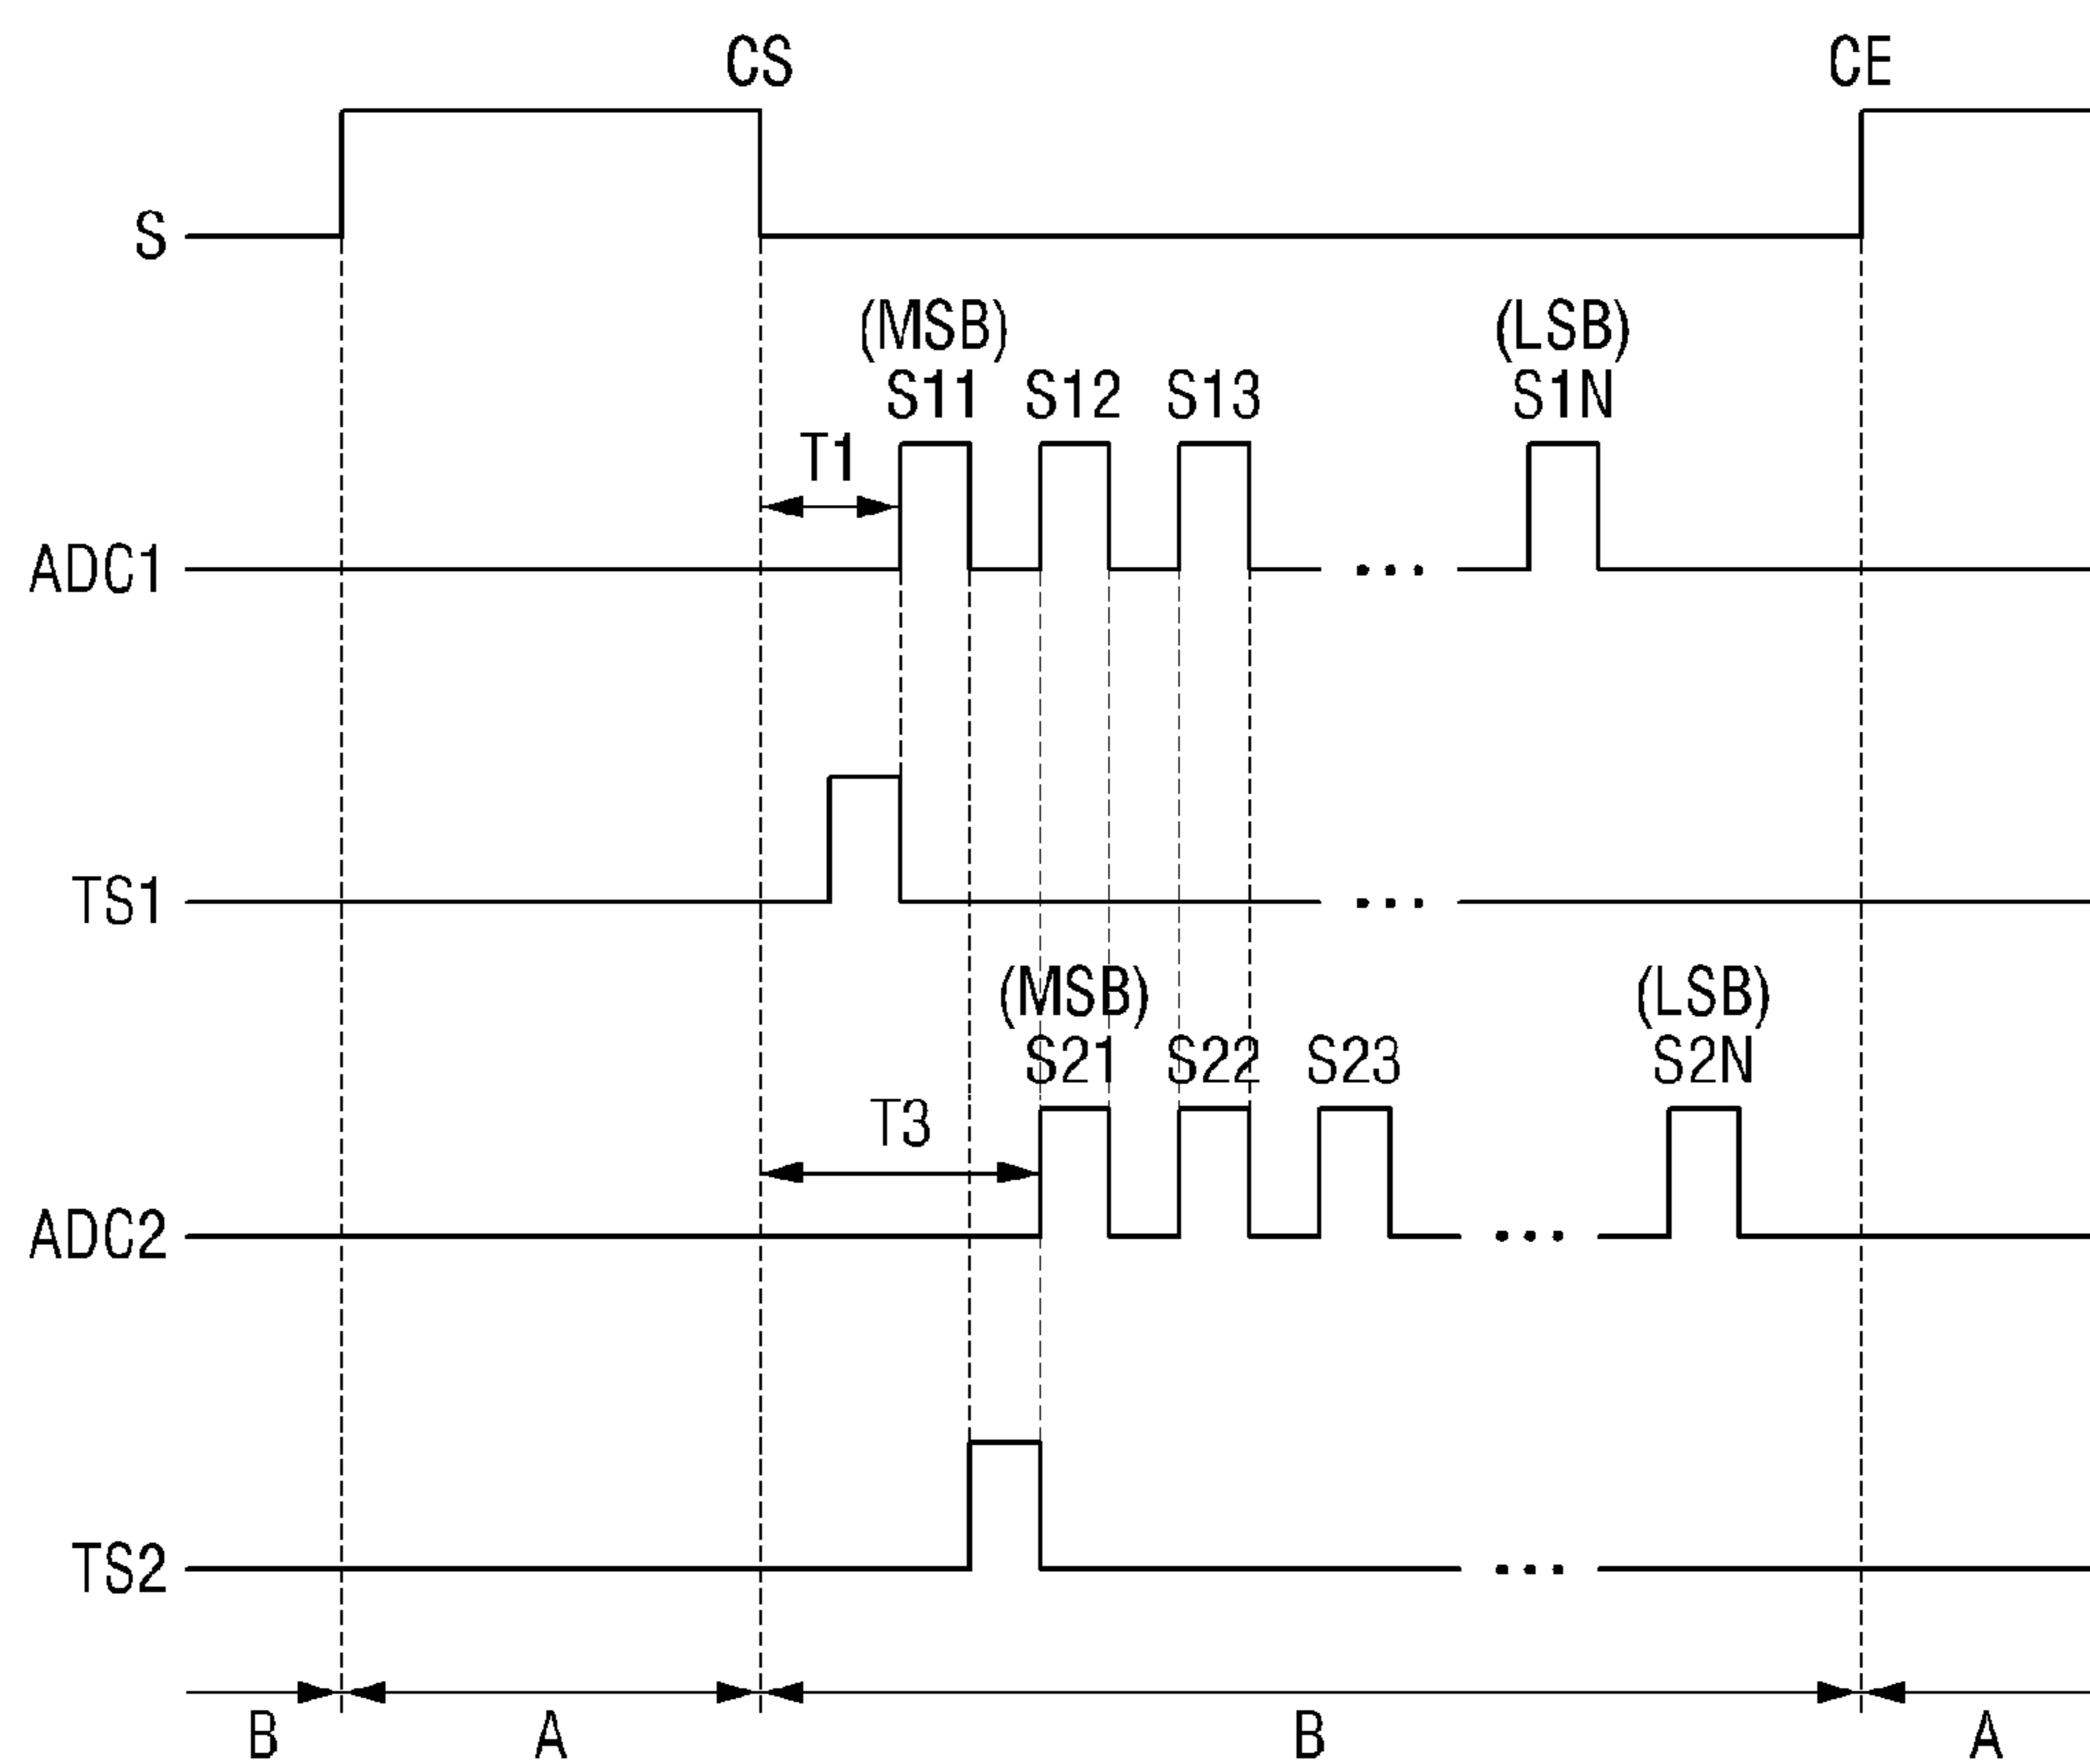 CS
CE
S
(MSB)
(LSB)
S11 S12 S13
S1N
T1
ADC1
...
TS1
...
(MSB)
(LSB)
S21 S22 S23
S2N
T3
ADC2
...
TS2
...
B
A
B
A